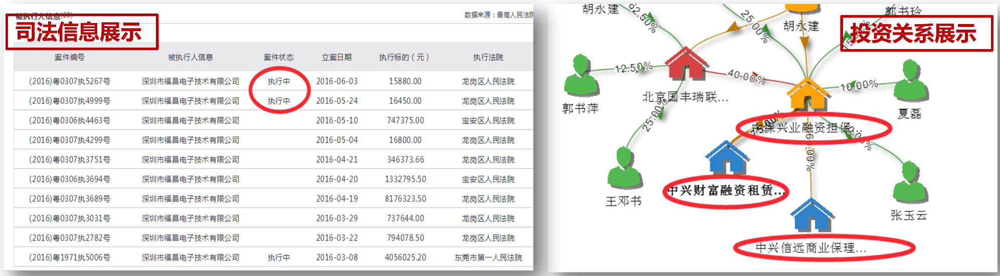 被执行人信息(20)
数据来源：最高人民法院
司法信息展示
案件编号 被执行人信息 案件状态 立案日期 执行标的（元） 执行法院
(2016)粤0307执5267号 深圳市福昌电子技术有限公司 执行中 2016-06-03 15880.00 龙岗区人民法院
(2016)粤0307执4999号 深圳市福昌电子技术有限公司 执行中 2016-05-24 16450.00 龙岗区人民法院
(2016)粤0306执4463号 深圳市福昌电子技术有限公司 2016-05-10 747375.00 宝安区人民法院
(2016)粤0307执4299号 深圳市福昌电子技术有限公司 2016-05-04 16800.00 龙岗区人民法院
(2016)粤0307执3751号 深圳市福昌电子技术有限公司 2016-04-21 346373.66 龙岗区人民法院
(2016)粤0306执3694号 深圳市福昌电子技术有限公司 2016-04-20 1332795.50 宝安区人民法院
(2016)粤0307执3689号 深圳市福昌电子技术有限公司 2016-04-19 8176323.50 龙岗区人民法院
(2016)粤0307执3031号 深圳市福昌电子技术有限公司 2016-03-29 737644.00 龙岗区人民法院
(2016)粤0307执2782号 深圳市福昌电子技术有限公司 2016-03-22 794078.50 龙岗区人民法院
(2016)粤1971执5006号 深圳市福昌电子技术有限公司 执行中 2016-03-08 4056025.20 东莞市第一人民法院
胡永建
62.50%
25.00%
胡永建
郭书玲
投资关系展示
12.50%
40.00%
10.00%
北京国丰瑞联...
郭书萍
夏磊
25.00%
中保兴业融资担保...
中兴财富融资租赁...
王邓书
张玉云
中兴信远商业保理...